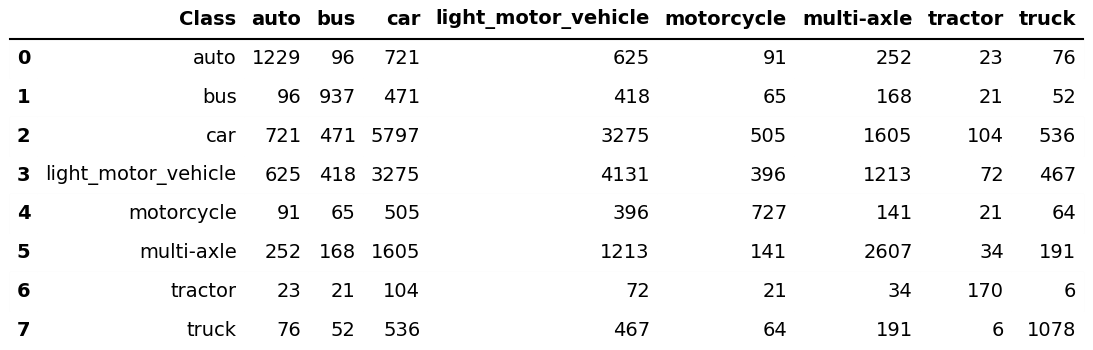 Class auto bus car light_motor_vehicle motorcycle multi-axle tractor truck
0 auto 1229 96 721 625 91 252 23 76
1 bus 96 937 471 418 65 168 21 52
2 car 721 471 5797 3275 505 1605 104 536
3 light_motor_vehicle 625 418 3275 4131 396 1213 72 467
4 motorcycle 91 65 505 396 727 141 21 64
5 multi-axle 252 168 1605 1213 141 2607 34 191
6 tractor 23 21 104 72 21 34 170 6
7 truck 76 52 536 467 64 191 6 1078